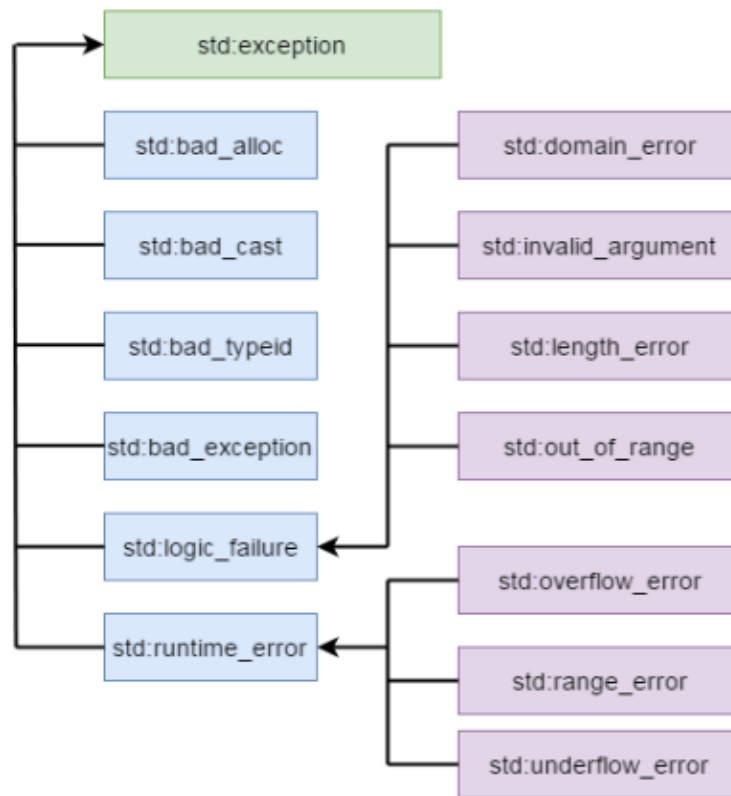 std:exception
std:bad_alloc
std:bad_cast
std:bad_typeid
std:bad_exception
std:logic_failure
std:runtime_error
std:domain_error
std:invalid_argument
std:length_error
std:out_of_range
std:overflow_error
std:range_error
std:underflow_error